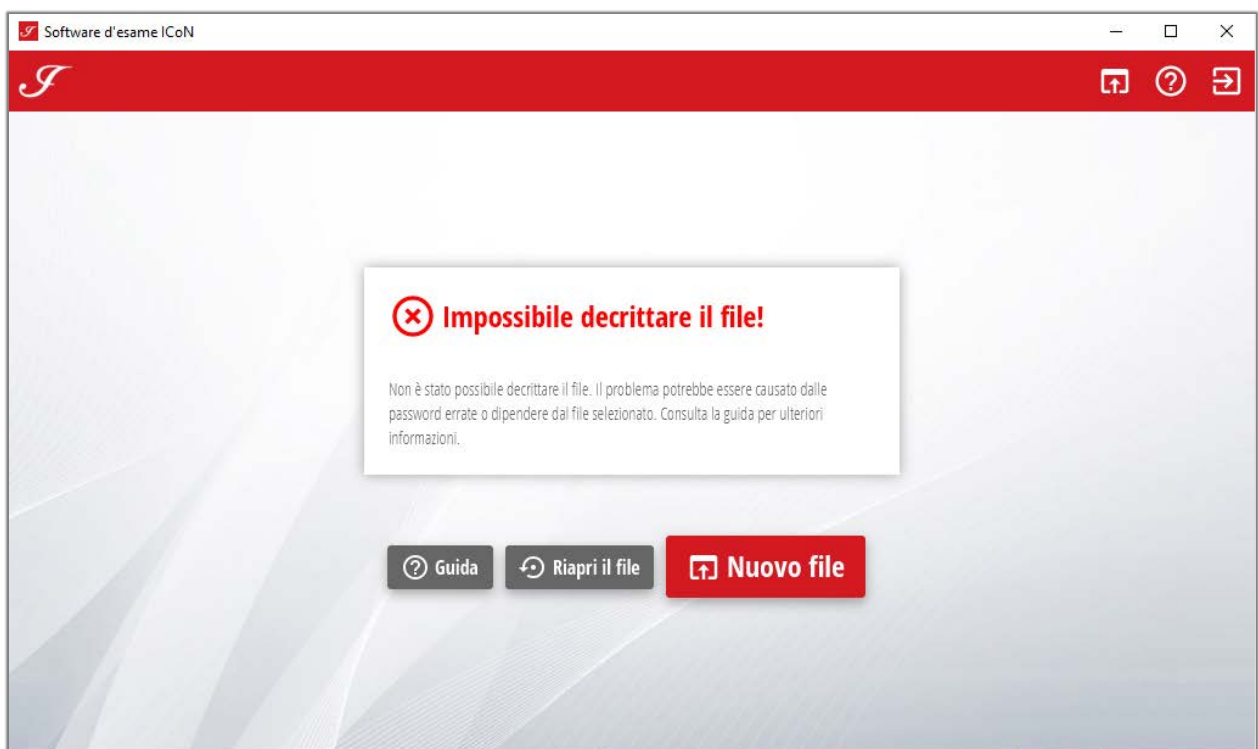 Software d'esame ICoN
Impossibile decrittare il file!
Non è stato possibile decrittare il file. Il problema potrebbe essere causato dalle
password errate o dipendere dal file selezionato. Consulta la guida per ulteriori
informazioni.
Guida Riapri il file Nuovo file